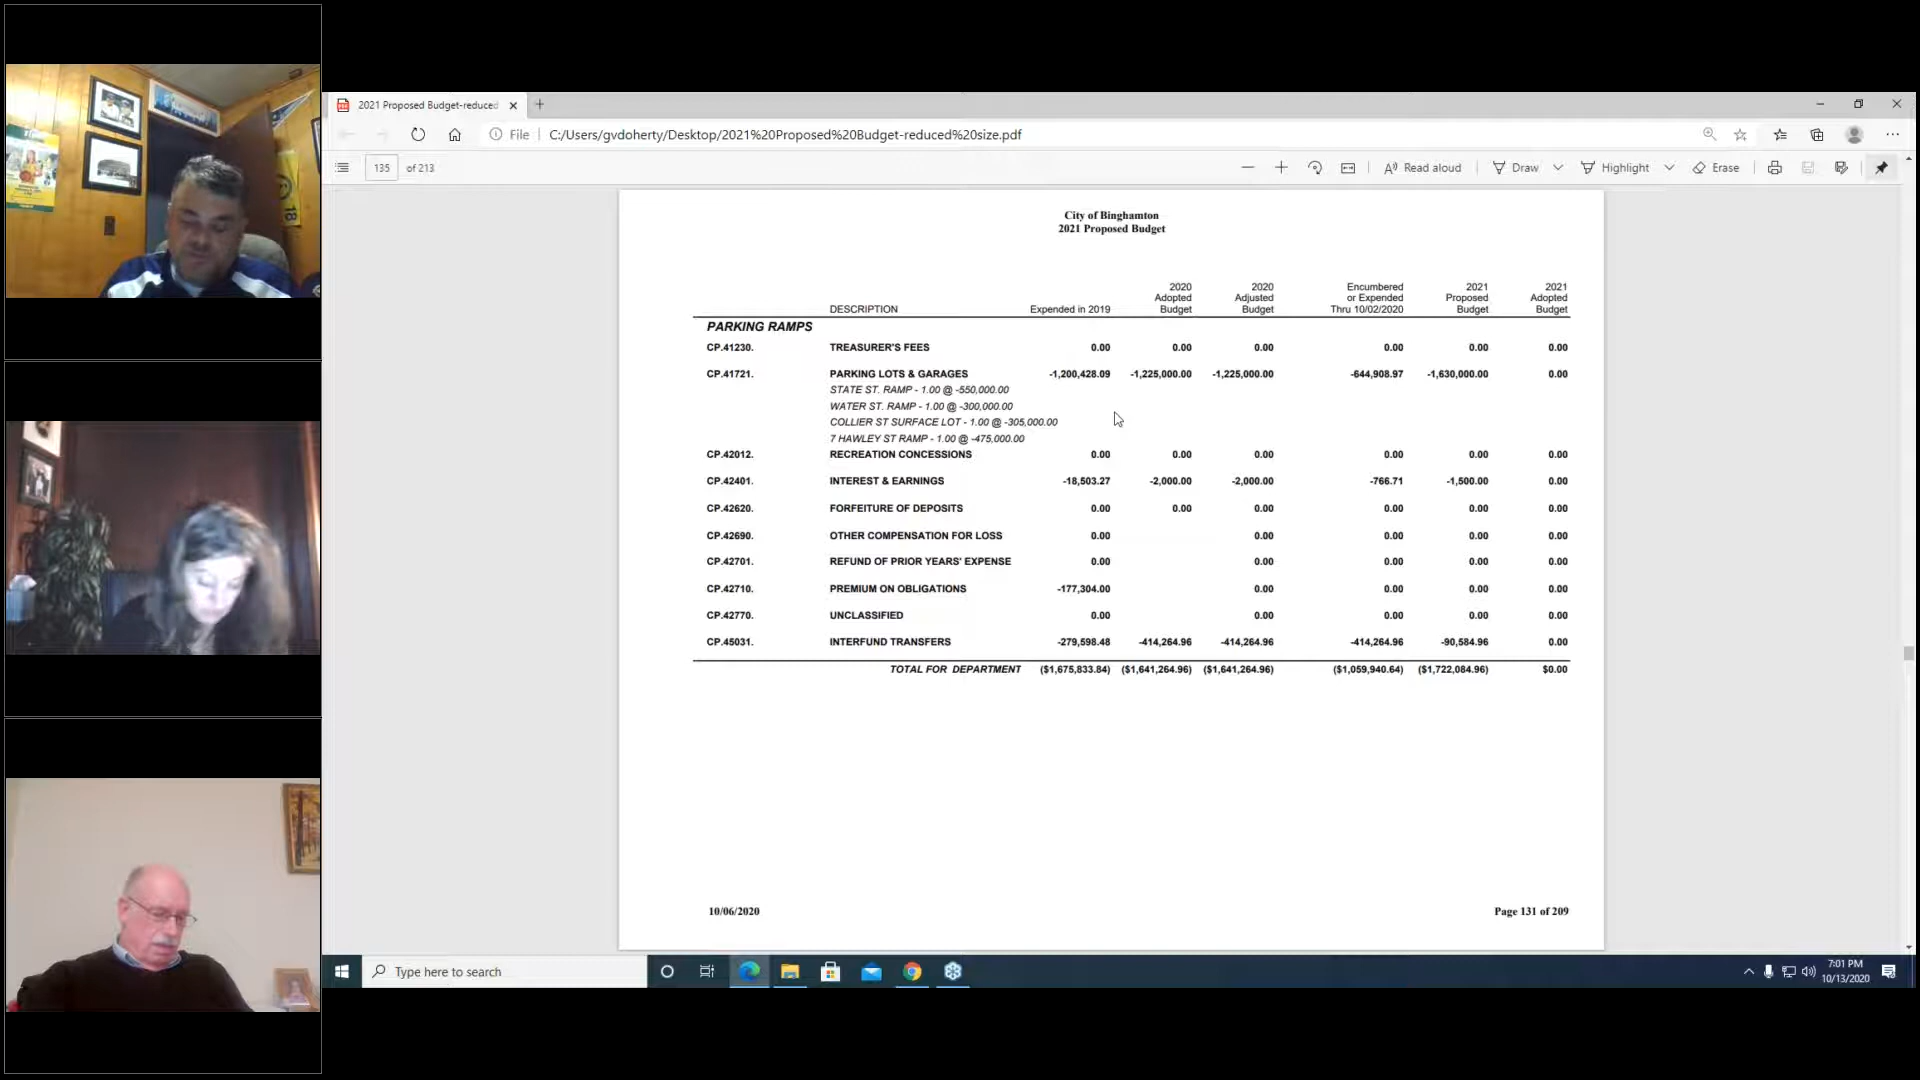 2021 Proposed Budget-reduced
File C:/Users/gvdoherty/Desktop/2021%20Proposed%20Budget-reduced%20size.pdf
135 of 213 Read aloud Draw Highlight Erase
City of Binghamton
2021 Proposed Budget
2020 2020 Encumbered 2021 2021
Adopted Adjusted or Expended Proposed Adopted
DESCRIPTION Expended in 2019 Budget Budget Thru 10/02/2020 Budget Budget
PARKING RAMPS
CP.41230. TREASURER'S FEES 0.00 0.00 0.00 0.00 0.00 0.00
CP.41721. PARKING LOTS & GARAGES -1,200,428.09 -1,225,000.00 -1,225,000.00 -644,908.97 -1,630,000.00 0.00
STATE ST. RAMP - 1.00 @ -550,000.00
WATER ST. RAMP - 1.00 @ -300,000.00
COLLIER ST SURFACE LOT - 1.00 @ -305,000.00
7 HAWLEY ST RAMP - 1.00 @ -475,000.00
CP.42012. RECREATION CONCESSIONS 0.00 0.00 0.00 0.00 0.00 0.00
CP.42401. INTEREST & EARNINGS -18,503.27 -2,000.00 -2,000.00 -766.71 -1,500.00 0.00
CP.42620. FORFEITURE OF DEPOSITS 0.00 0.00 0.00 0.00 0.00 0.00
CP.42690. OTHER COMPENSATION FOR LOSS 0.00 0.00 0.00 0.00 0.00
CP.42701. REFUND OF PRIOR YEARS' EXPENSE 0.00 0.00 0.00 0.00 0.00
CP.42710. PREMIUM ON OBLIGATIONS -177,304.00 0.00 0.00 0.00 0.00
CP.42770. UNCLASSIFIED 0.00 0.00 0.00 0.00 0.00
CP.45031. INTERFUND TRANSFERS -279,598.48 -414,264.96 -414,264.96 -414,264.96 -90,584.96 0.00
TOTAL FOR DEPARTMENT ($1,675,833.84) ($1,641,264.96) ($1,641,264.96) ($1,059,940.64) ($1,722,084.96) $0.00
10/06/2020 Page 131 of 209
Type here to search
7:01 PM
10/13/2020